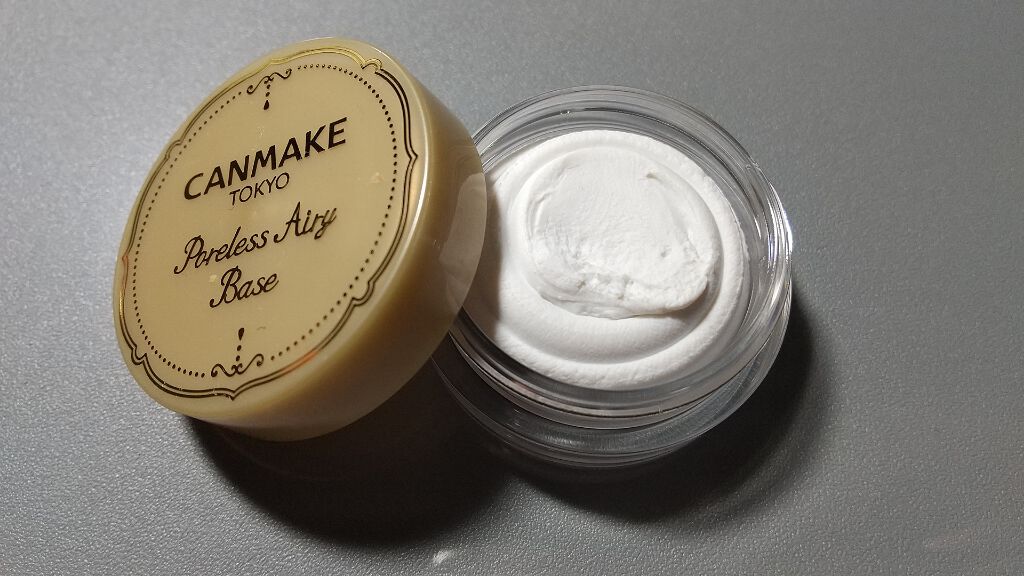 CANMAKE
TOKYO
Poreless Airy
Base